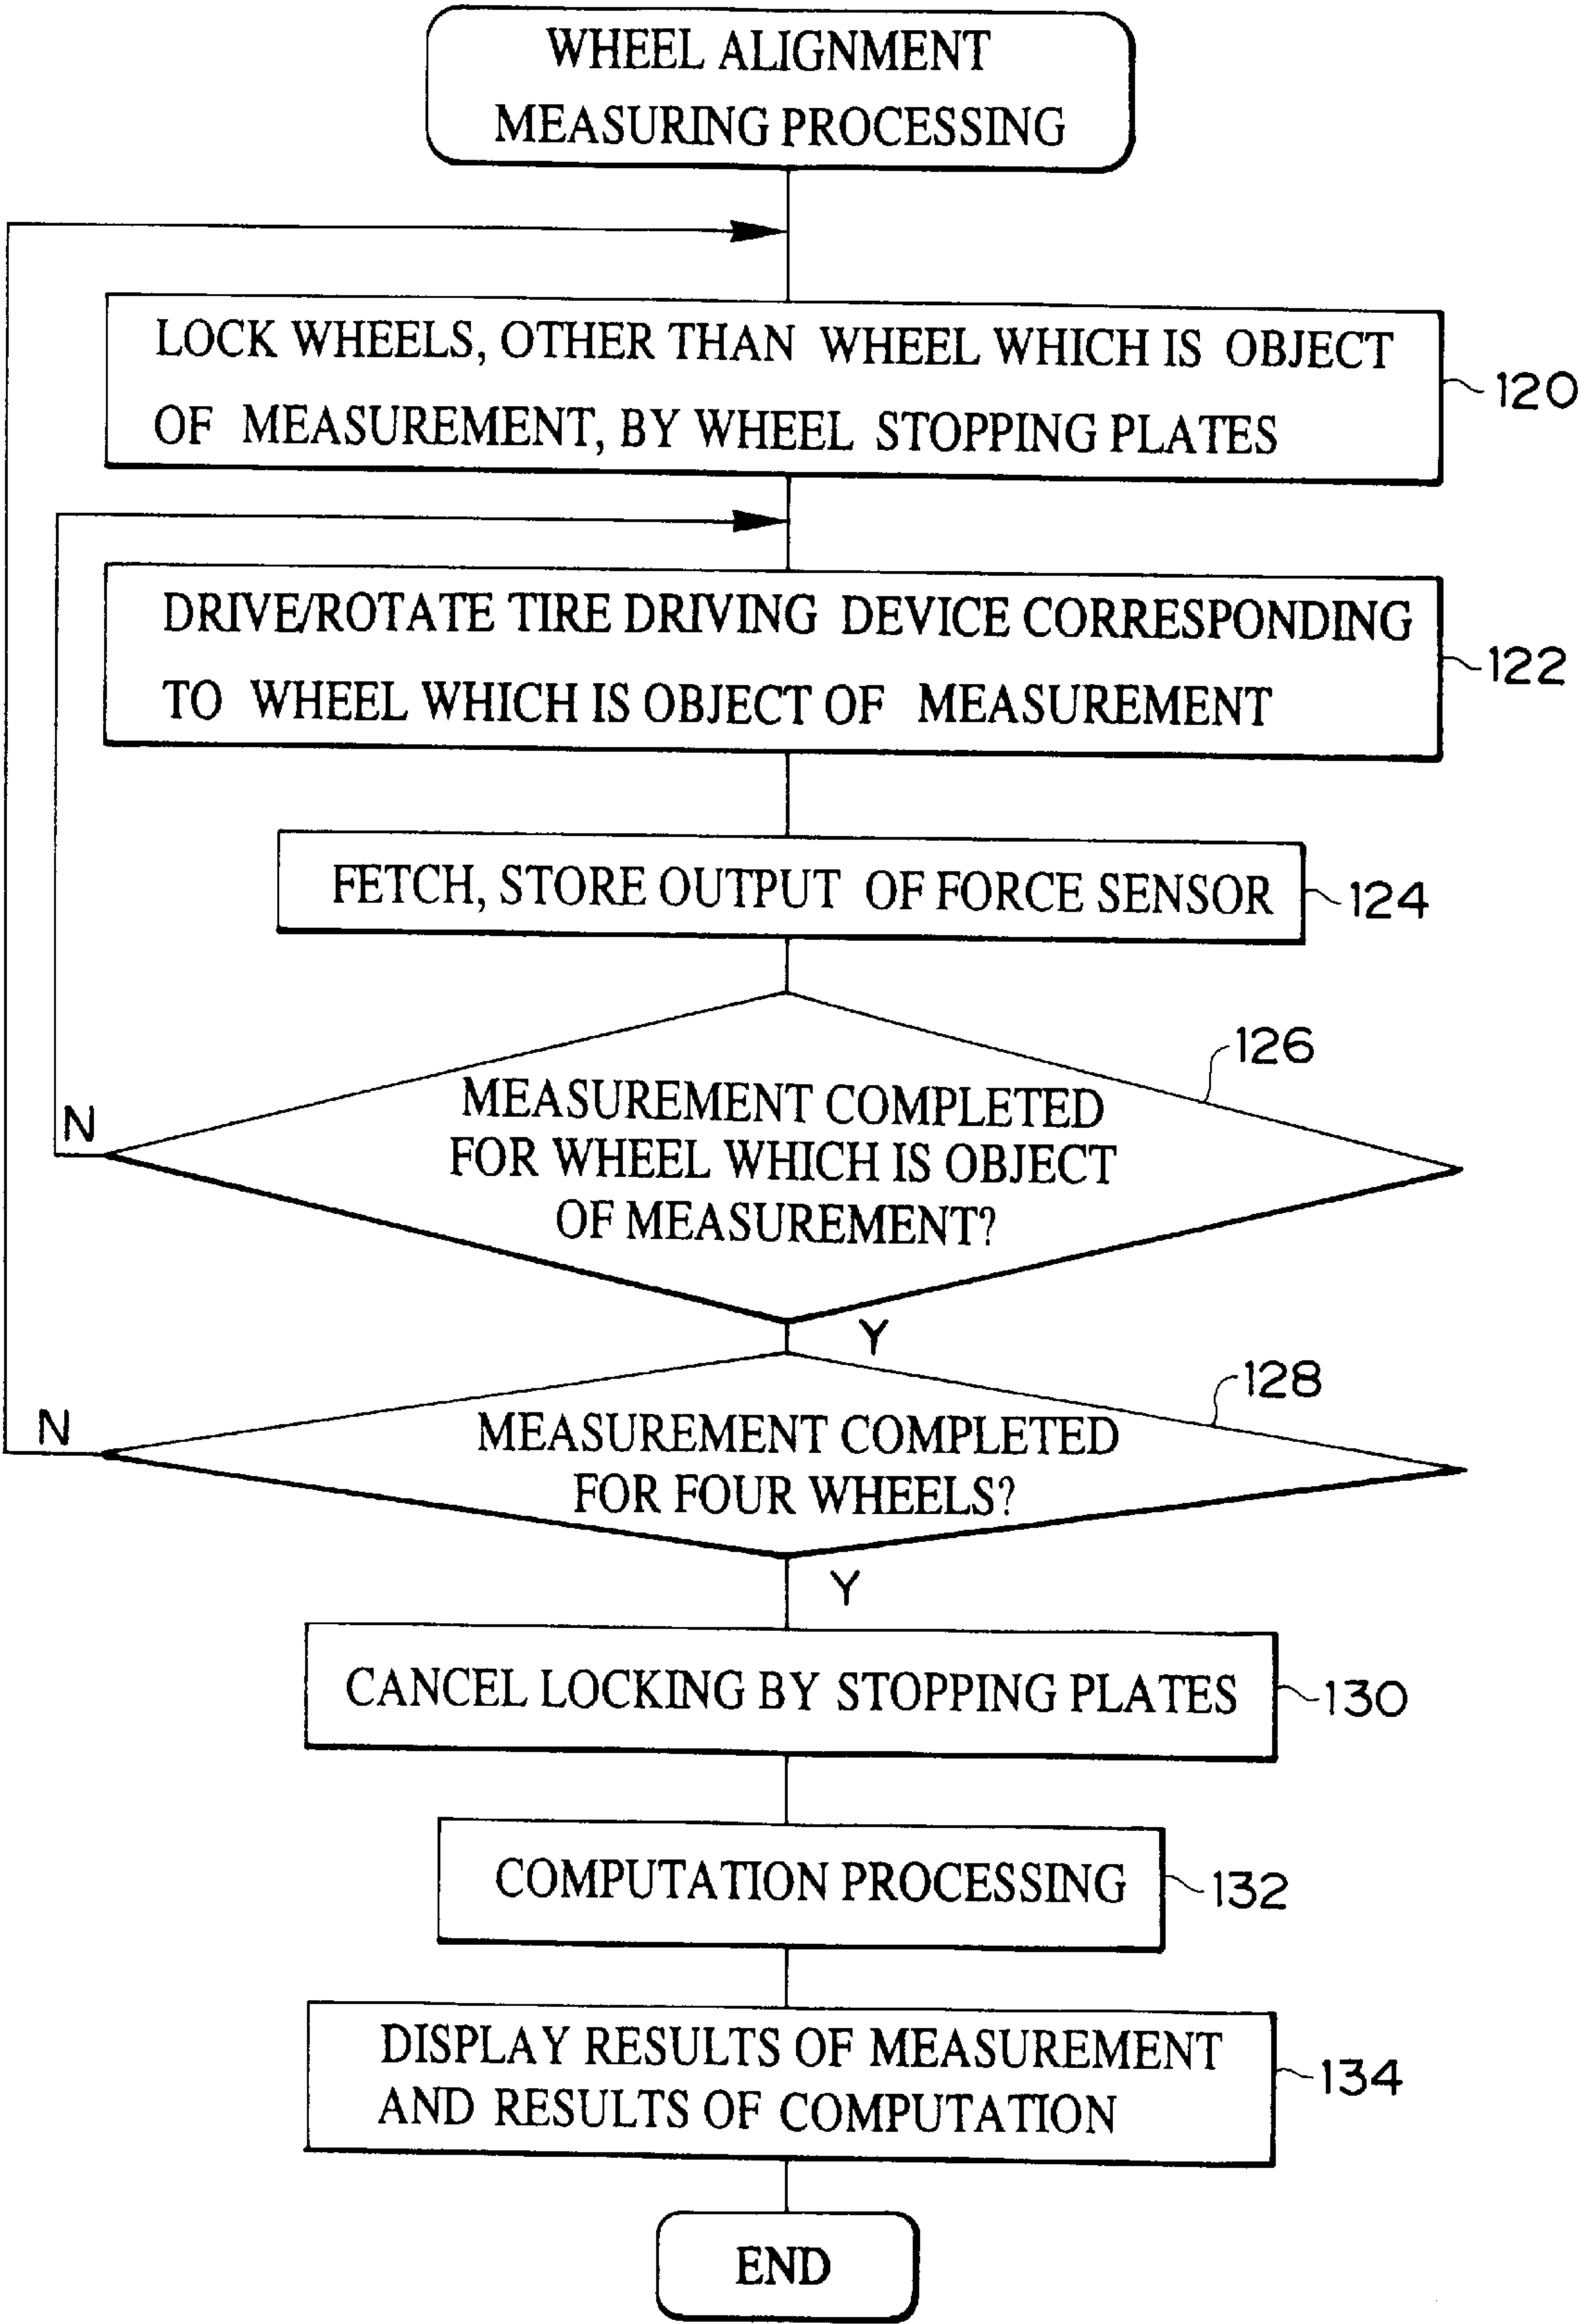 WHEEL ALIGNMENT
MEASURING PROCESSING
LOCK WHEELS, OTHER THAN WHEEL WHICH IS OBJECT
OF MEASUREMENT, BY WHEEL STOPPING PLATES
120
DRIVE/ROTATE TIRE DRIVING DEVICE CORRESPONDING
TO WHEEL WHICH IS OBJECT OF MEASUREMENT
122
FETCH, STORE OUTPUT OF FORCE SENSOR
124
126
MEASUREMENT COMPLETED
FOR WHEEL WHICH IS OBJECT
OF MEASUREMENT?
N
Y
128
MEASUREMENT COMPLETED
FOR FOUR WHEELS?
N
Y
CANCEL LOCKING BY STOPPING PLATES
130
COMPUTATION PROCESSING
132
DISPLAY RESULTS OF MEASUREMENT
AND RESULTS OF COMPUTATION
134
END